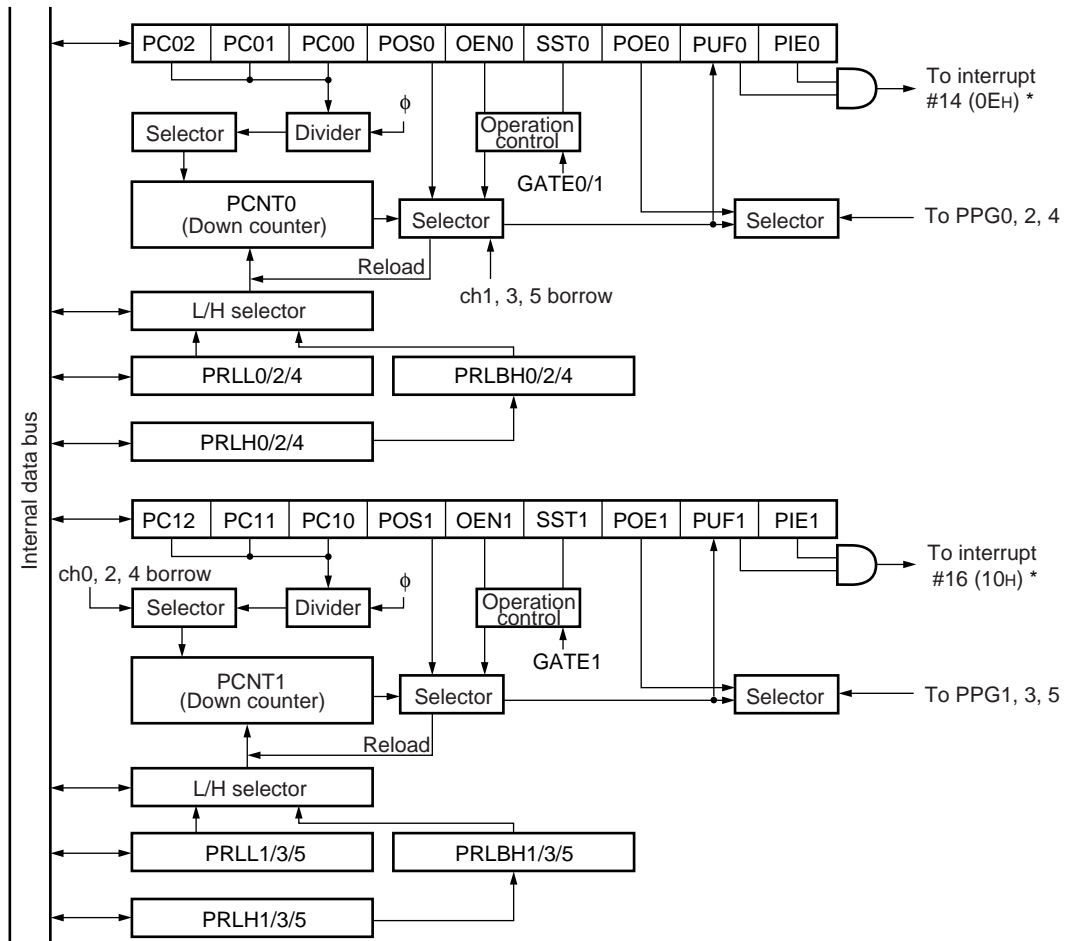 PC02 PC01 PC00 POS0 OEN0 SST0 POE0 PUF0 PIE0
To interrupt
#14 (0EH) *
ϕ
Selector
Divider
Operation
control
GATE0/1
PCNT0
(Down counter)
Selector
Selector
To PPG0, 2, 4
Reload
ch1, 3, 5 borrow
L/H selector
PRLL0/2/4
PRLBH0/2/4
PRLH0/2/4
Internal data bus
PC12 PC11 PC10 POS1 OEN1 SST1 POE1 PUF1 PIE1
To interrupt
#16 (10H) *
ch0, 2, 4 borrow
ϕ
Selector
Divider
Operation
control
GATE1
PCNT1
(Down counter)
Selector
Selector
To PPG1, 3, 5
Reload
L/H selector
PRLL1/3/5
PRLBH1/3/5
PRLH1/3/5